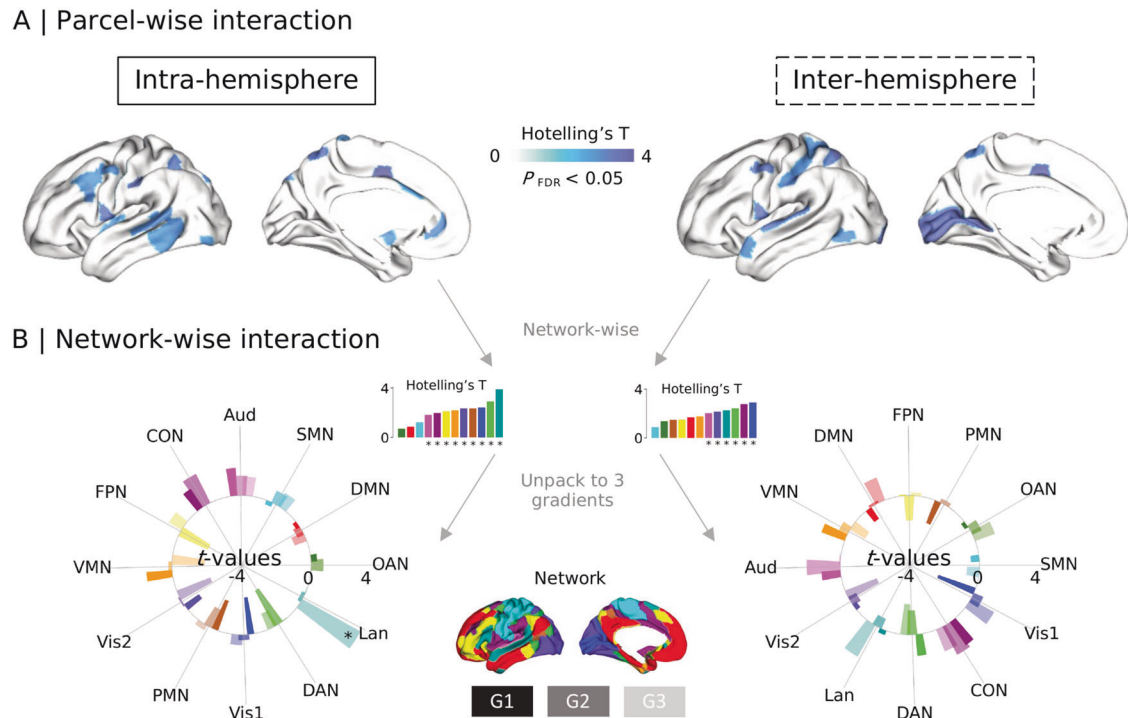 A | Parcel-wise interaction
Intra-hemisphere
Inter-hemisphere
Hotelling's T
0
4
P FDR < 0.05
Network-wise
B | Network-wise interaction
Hotelling's T
4
0
* * * * * * * * *
Hotelling's T
4
0
* * * * * *
Unpack to 3
gradients
Aud
SMN
DMN
OAN
Lan
DAN
Vis1
PMN
Vis2
VMN
FPN
CON
t-values
-4
0
4
*
FPN
PMN
OAN
SMN
Vis1
CON
DAN
Lan
Vis2
Aud
VMN
DMN
t-values
-4
0
4
Network
G1
G2
G3